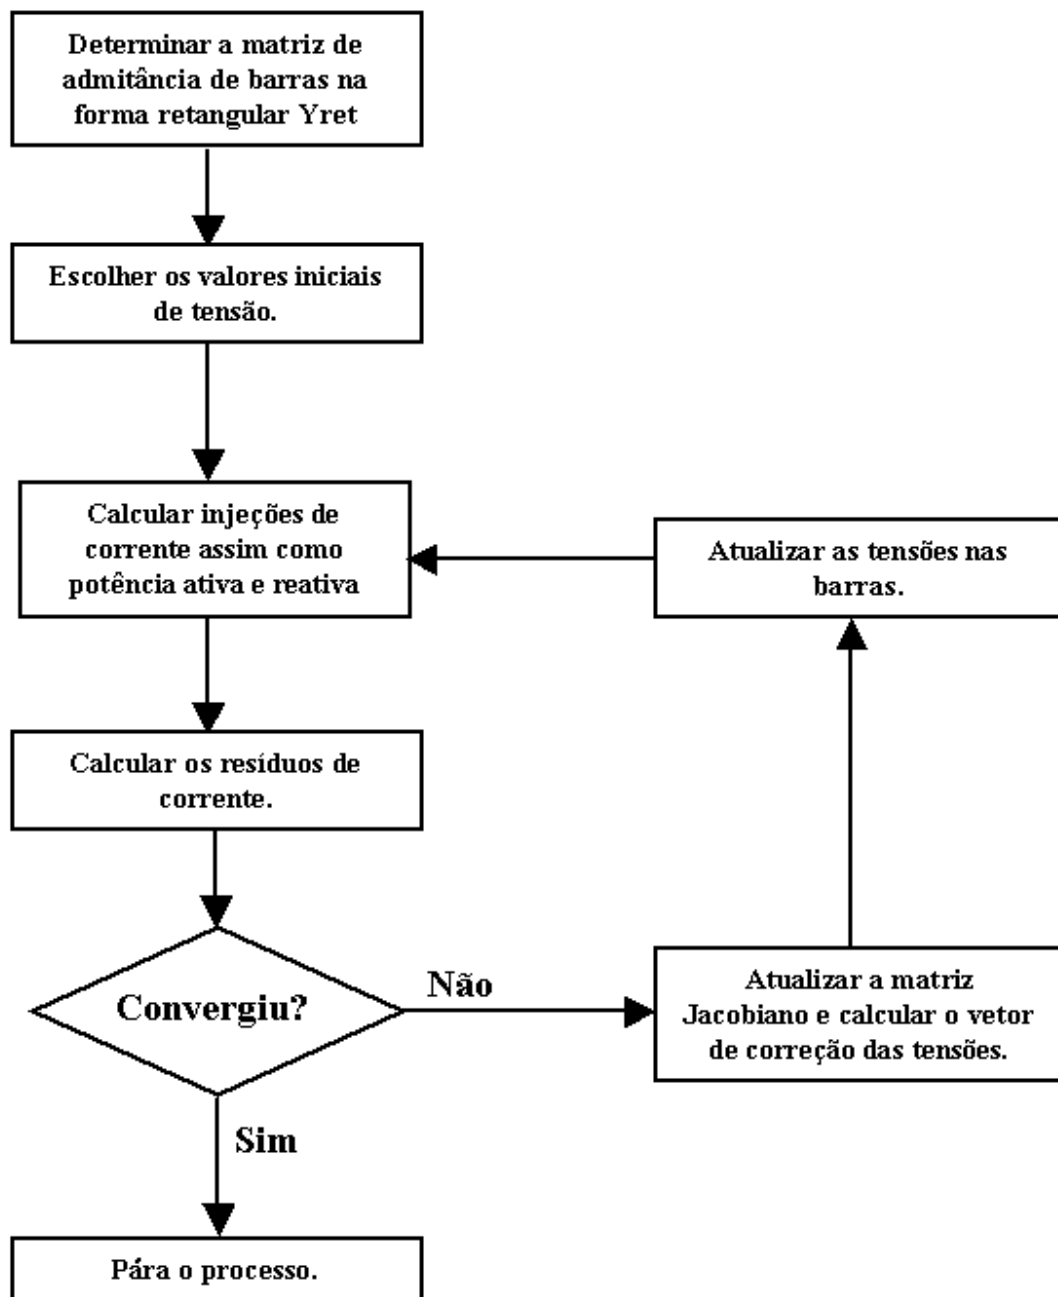 Determinar a matriz de
admitância de barras na
forma retangular Yret
Escolher os valores iniciais
de tensão.
Calcular injeções de
corrente assim como
potência ativa e reativa
Atualizar as tensões nas
barras.
Calcular os resíduos de
corrente.
Convergiu?
Não
Atualizar a matriz
Jacobiano e calcular o vetor
de correção das tensões.
Sim
Pára o processo.